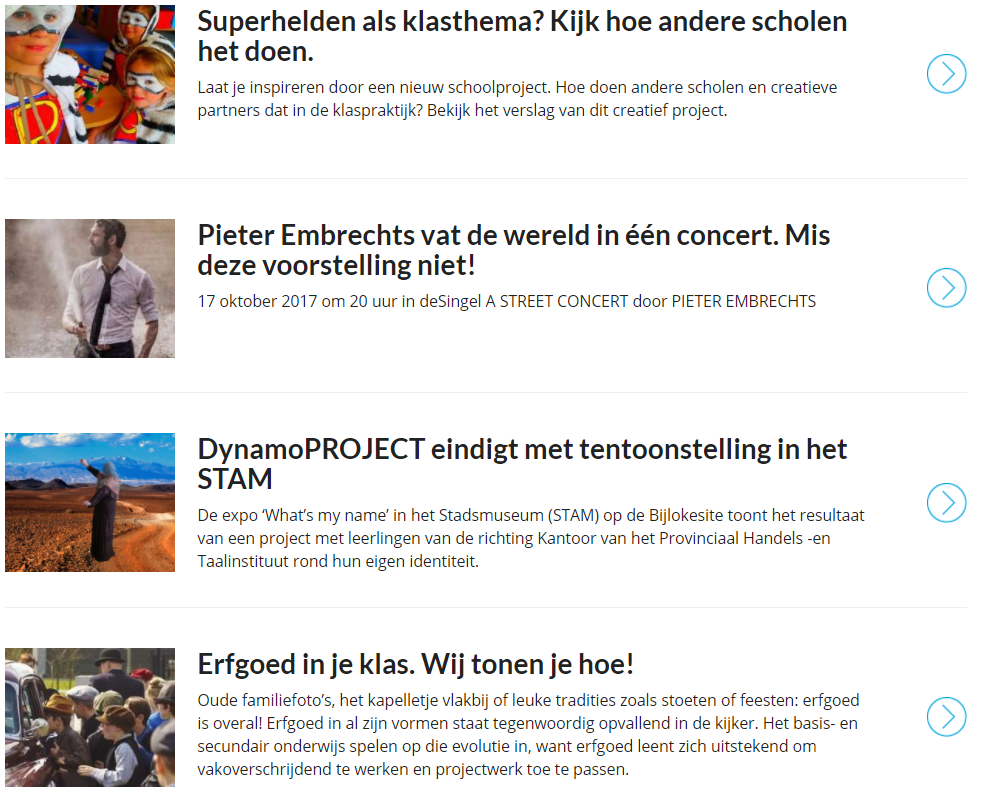 Superhelden als klasthema? Kijk hoe andere scholen
het doen.
Laat je inspireren door een nieuw schoolproject. Hoe doen andere scholen en creatieve
partners dat in de klaspraktijk? Bekijk het verslag van dit creatief project.
Pieter Embrechts vat de wereld in één concert. Mis
deze voorstelling niet!
17 oktober 2017 om 20 uur in deSingel A STREET CONCERT door PIETER EMBRECHTS
DynamoPROJECT eindigt met tentoonstelling in het
STAM
De expo ‘What’s my name’ in het Stadsmuseum (STAM) op de Bijlokesite toont het resultaat
van een project met leerlingen van de richting Kantoor van het Provinciaal Handels -en
Taalinstituut rond hun eigen identiteit.
Erfgoed in je klas. Wij tonen je hoe!
Oude familiefoto’s, het kapelletje vlakbij of leuke tradities zoals stoeten of feesten: erfgoed
is overal! Erfgoed in al zijn vormen staat tegenwoordig opvallend in de kijker. Het basis- en
secundair onderwijs spelen op die evolutie in, want erfgoed leent zich uitstekend om
vakoverschrijdend te werken en projectwerk toe te passen.